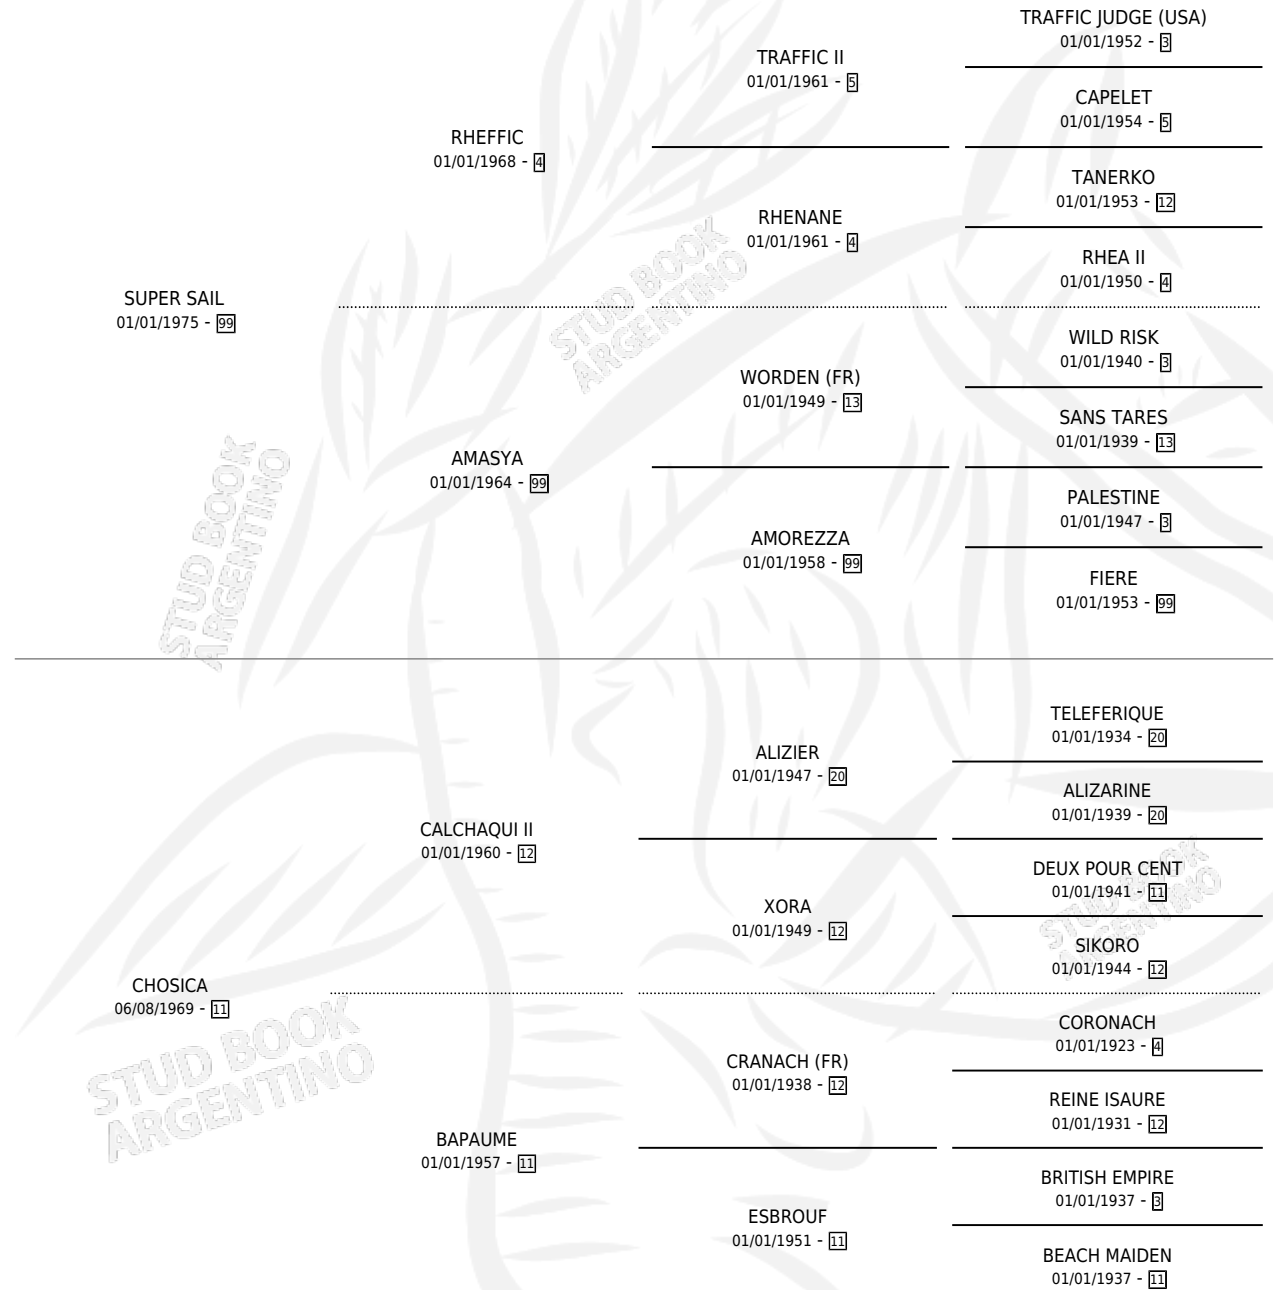 TRAFFIC JUDGE (USA)
01/01/1952 - 3
TRAFFIC II
01/01/1961 - 5
CAPELET
01/01/1954 - 5
RHEFFIC
01/01/1968 - 4
TANERKO
01/01/1953 - 12
RHENANE
01/01/1961 - 4
RHEA II
01/01/1950 - 4
SUPER SAIL
01/01/1975 - 99
WILD RISK
01/01/1940 - 3
WORDEN (FR)
01/01/1949 - 13
SANS TARES
01/01/1939 - 13
AMASYA
01/01/1964 - 99
PALESTINE
01/01/1947 - 3
AMOREZZA
01/01/1958 - 99
FIERE
01/01/1953 - 99
TELEFERIQUE
01/01/1934 - 20
ALIZIER
01/01/1947 - 20
ALIZARINE
01/01/1939 - 20
CALCHAQUI II
01/01/1960 - 12
DEUX POUR CENT
01/01/1941 - 11
XORA
01/01/1949 - 12
SIKORO
01/01/1944 - 12
CHOSICA
06/08/1969 - 11
CORONACH
01/01/1923 - 4
CRANACH (FR)
01/01/1938 - 12
REINE ISAURE
01/01/1931 - 12
BAPAUME
01/01/1957 - 11
BRITISH EMPIRE
01/01/1937 - 3
ESBROUF
01/01/1951 - 11
BEACH MAIDEN
01/01/1937 - 11
STUD BOOK
ARGENTINO
STUD BOOK
ARGENTINO
STUD BOOK
ARGENTINO
STUD BOOK
ARGENTINO